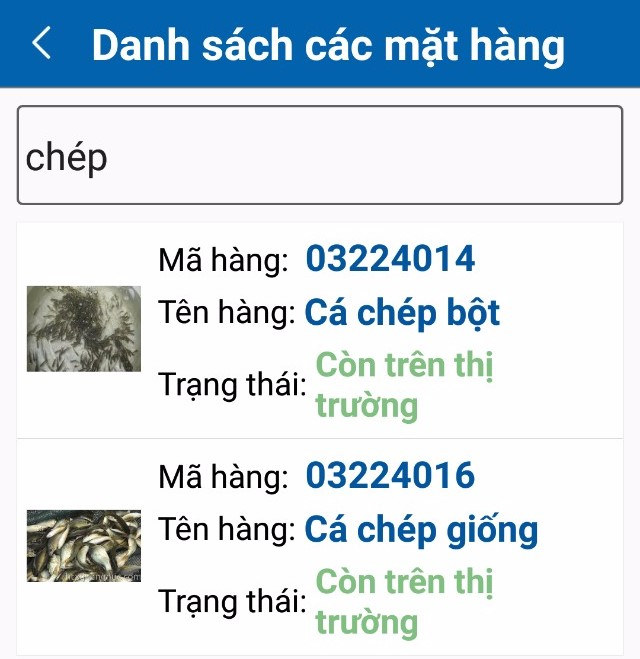 Danh sách các mặt hàng
chép
Mã hàng: 03224014
Tên hàng: Cá chép bột
Trạng thái: Còn trên thị trường
Mã hàng: 03224016
Tên hàng: Cá chép giống
Trạng thái: Còn trên thị trường